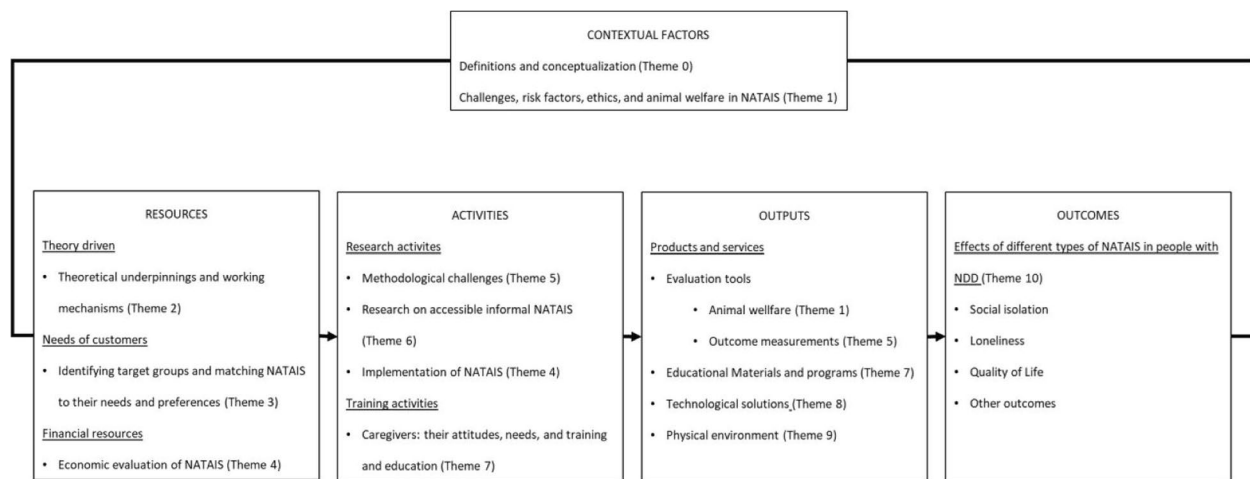 CONTEXTUAL FACTORS
Definitions and conceptualization (Theme 0)
Challenges, risk factors, ethics, and animal welfare in NATAIS (Theme 1)
RESOURCES
Theory driven
• Theoretical underpinnings and working
mechanisms (Theme 2)
Needs of customers
• Identifying target groups and matching NATAIS
to their needs and preferences (Theme 3)
Financial resources
• Economic evaluation of NATAIS (Theme 4)
ACTIVITIES
Research activites
• Methodological challenges (Theme 5)
• Research on accessible informal NATAIS
(Theme 6)
• Implementation of NATAIS (Theme 4)
Training activities
• Caregivers: their attitudes, needs, and training
and education (Theme 7)
OUTPUTS
Products and services
• Evaluation tools
• Animal wellfare (Theme 1)
• Outcome measurements (Theme 5)
• Educational Materials and programs (Theme 7)
• Technological solutions (Theme 8)
• Physical environment (Theme 9)
OUTCOMES
Effects of different types of NATAIS in people with
NDD (Theme 10)
• Social isolation
• Loneliness
• Quality of Life
• Other outcomes